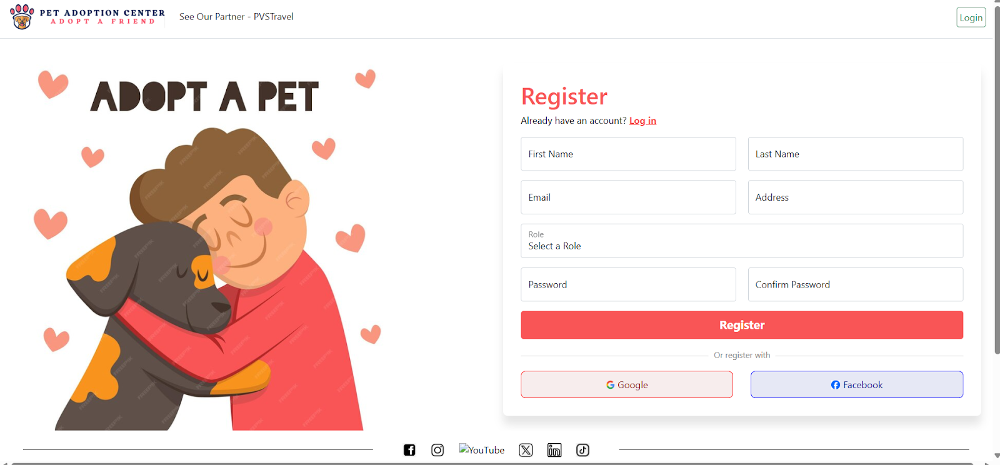 PET ADOPTION CENTER
ADOPT A FRIEND
See Our Partner - PVSTravel
Login
ADOPT A PET
Register
Already have an account? Log in
First Name
Last Name
Email
Address
Role
Select a Role
Password
Confirm Password
Register
Or register with
Google
Facebook
YouTube